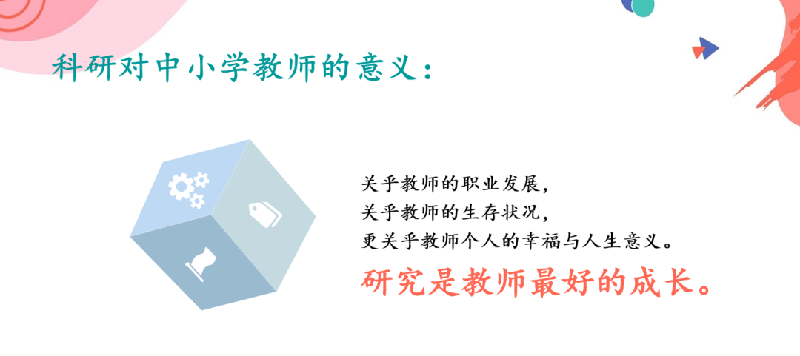 科研对中小学教师的意义：
关乎教师的职业发展，
关乎教师的生存状况，
更关乎教师个人的幸福与人生意义。
研究是教师最好的成长。